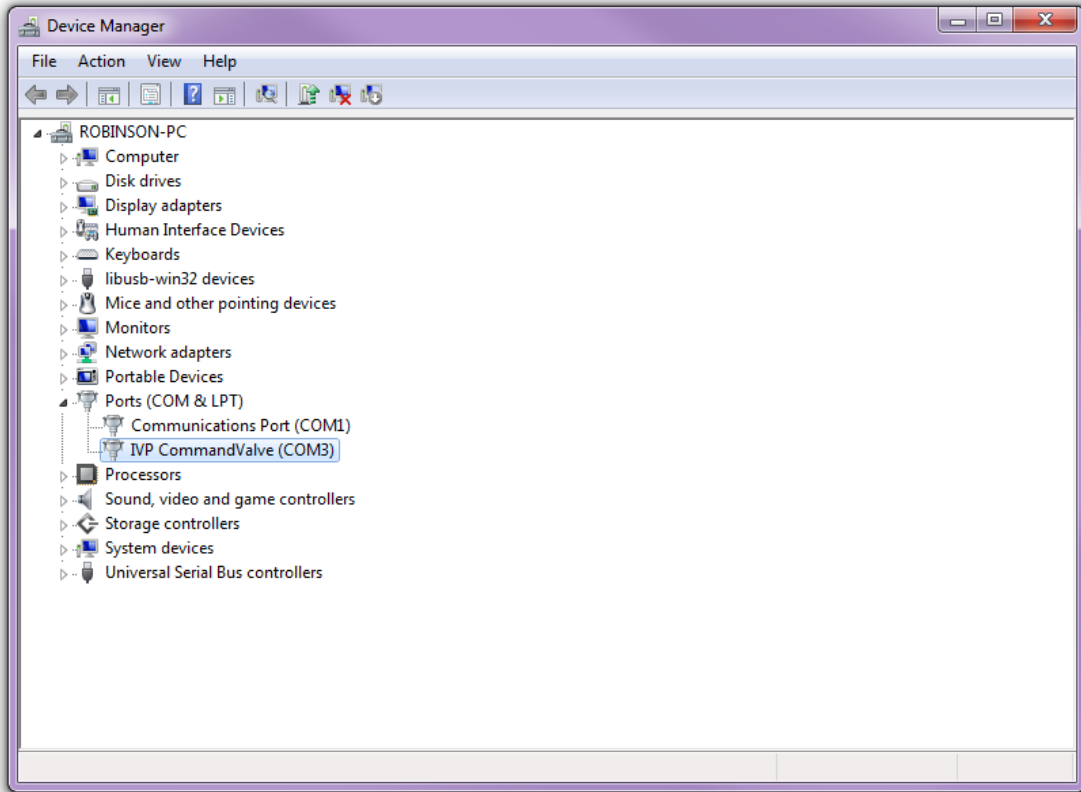 Device Manager
File Action View Help
ROBINSON-PC
Computer
Disk drives
Display adapters
Human Interface Devices
Keyboards
libusb-win32 devices
Mice and other pointing devices
Monitors
Network adapters
Portable Devices
Ports (COM & LPT)
Communications Port (COM1)
IVP CommandValve (COM3)
Processors
Sound, video and game controllers
Storage controllers
System devices
Universal Serial Bus controllers